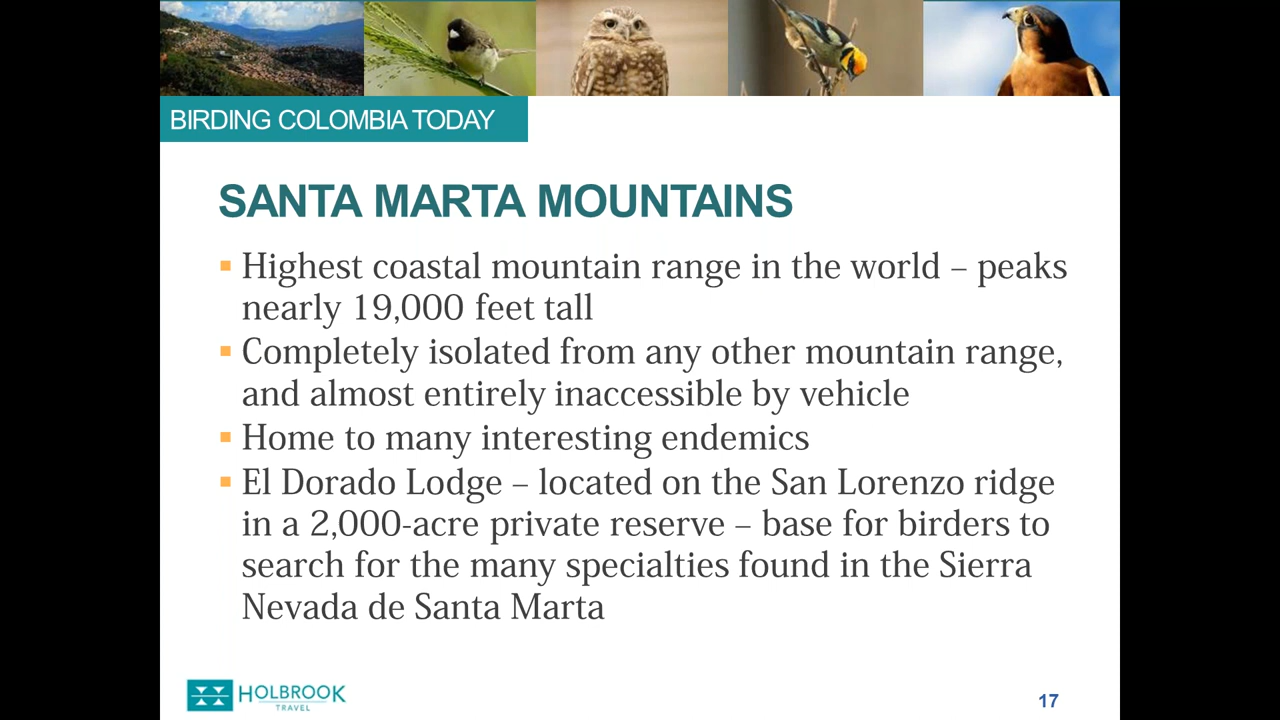 BIRDING COLOMBIA TODAY
SANTA MARTA MOUNTAINS
▪ Highest coastal mountain range in the world – peaks
nearly 19,000 feet tall
▪ Completely isolated from any other mountain range,
and almost entirely inaccessible by vehicle
▪ Home to many interesting endemics
▪ El Dorado Lodge – located on the San Lorenzo ridge
in a 2,000-acre private reserve – base for birders to
search for the many specialties found in the Sierra
Nevada de Santa Marta
HOLBROOK
TRAVEL
17